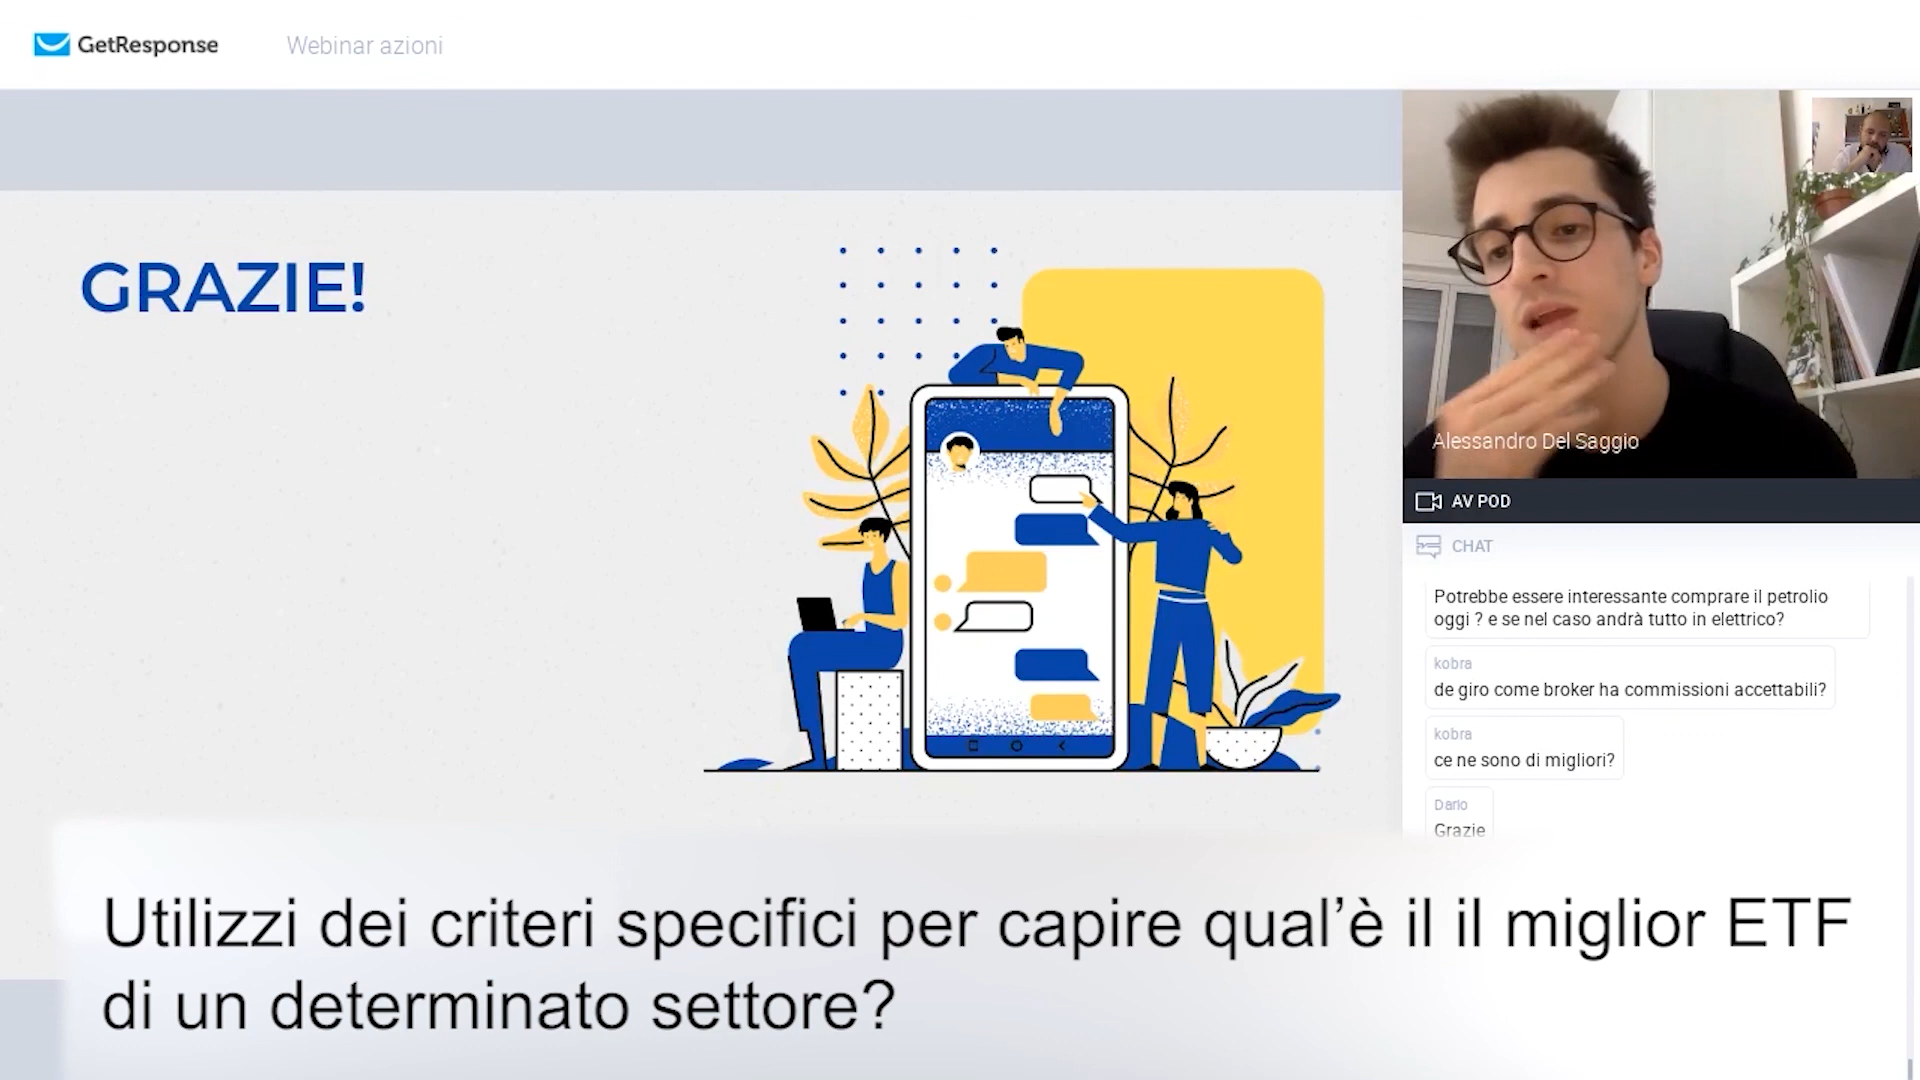 GetResponse
Webinar azioni
GRAZIE!
Alessandro Del Saggio
AV POD
CHAT
Potrebbe essere interessante comprare il petrolio
oggi ? e se nel caso andrà tutto in elettrico?
kobra
de giro come broker ha commissioni accettabili?
kobra
ce ne sono di migliori?
Dario
Grazie
Utilizzi dei criteri specifici per capire qual’è il il miglior ETF
di un determinato settore?